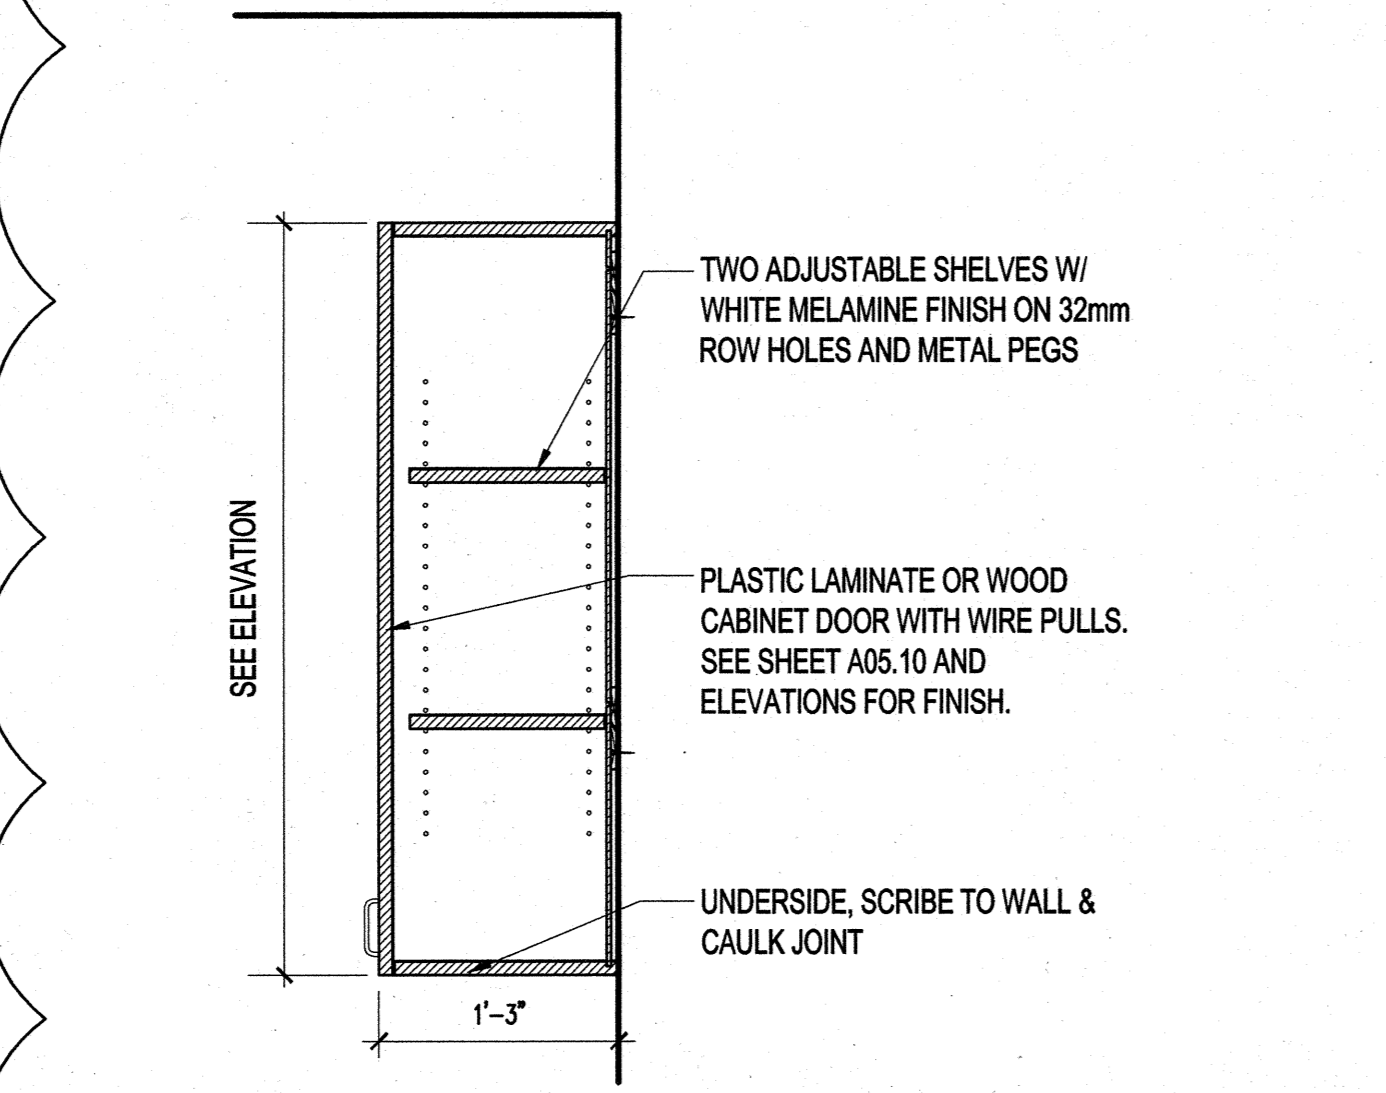 TWO ADJUSTABLE SHELVES W/
WHITE MELAMINE FINISH ON 32mm
ROW HOLES AND METAL PEGS
SEE ELEVATION
PLASTIC LAMINATE OR WOOD
CABINET DOOR WITH WIRE PULLS.
SEE SHEET A05.10 AND
ELEVATIONS FOR FINISH.
UNDERSIDE, SCRIBE TO WALL &
CAULK JOINT
1'-3"